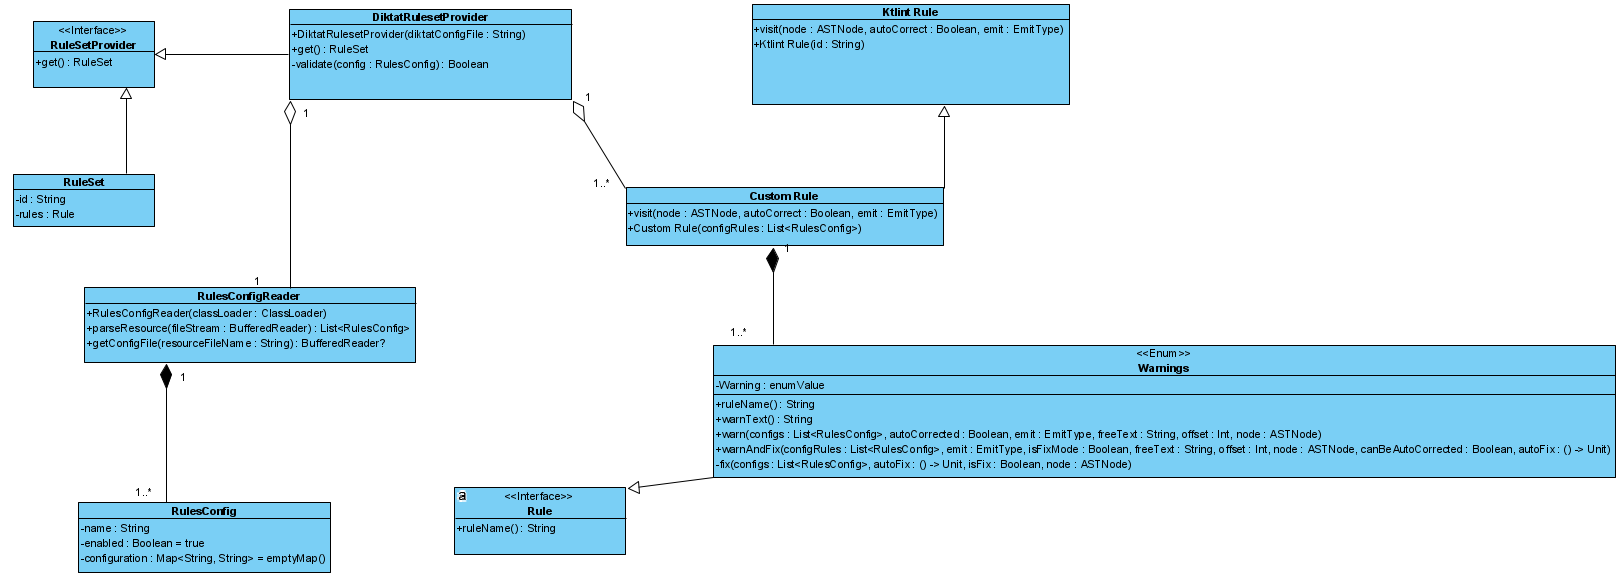 <<Interface>>
RuleSetProvider
+get() : RuleSet
DiktatRulesetProvider
+DiktatRulesetProvider(diktatConfigFile : String)
+get() : RuleSet
-validate(config : RulesConfig) : Boolean
Ktlint Rule
+visit(node : ASTNode, autoCorrect : Boolean, emit : EmitType)
+Ktlint Rule(id : String)
1
1
RuleSet
-id : String
-rules : Rule
1..*
Custom Rule
+visit(node : ASTNode, autoCorrect : Boolean, emit : EmitType)
+Custom Rule(configRules : List<RulesConfig>)
1
1
RulesConfigReader
+RulesConfigReader(classLoader : ClassLoader)
+parseResource(fileStream : BufferedReader) : List<RulesConfig>
+getConfigFile(resourceFileName : String) : BufferedReader?
1
1..*
<<Enum>>
Warnings
-Warning : enumValue
+ruleName() : String
+warnText() : String
+warn(configs : List<RulesConfig>, autoCorrected : Boolean, emit : EmitType, freeText : String, offset : Int, node : ASTNode)
+warnAndFix(configRules : List<RulesConfig>, emit : EmitType, isFixMode : Boolean, freeText : String, offset : Int, node : ASTNode, canBeAutoCorrected : Boolean, autoFix : () -> Unit)
-fix(configs : List<RulesConfig>, autoFix : () -> Unit, isFix : Boolean, node : ASTNode)
1..*
RulesConfig
-name : String
-enabled : Boolean = true
-configuration : Map<String, String> = emptyMap()
a
<<Interface>>
Rule
+ruleName() : String